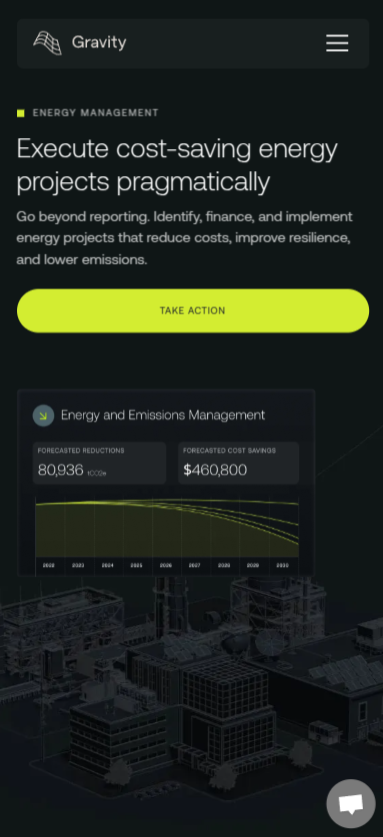 Gravity
ENERGY MANAGEMENT
Execute cost-saving energy
projects pragmatically
Go beyond reporting. Identify, finance, and implement
energy projects that reduce costs, improve resilience,
and lower emissions.
TAKE ACTION
Energy and Emissions Management
FORECASTED REDUCTIONS
80,936 tCO2e
FORECASTED COST SAVINGS
$460,800
2022 2023 2024 2025 2026 2027 2028 2029 2030